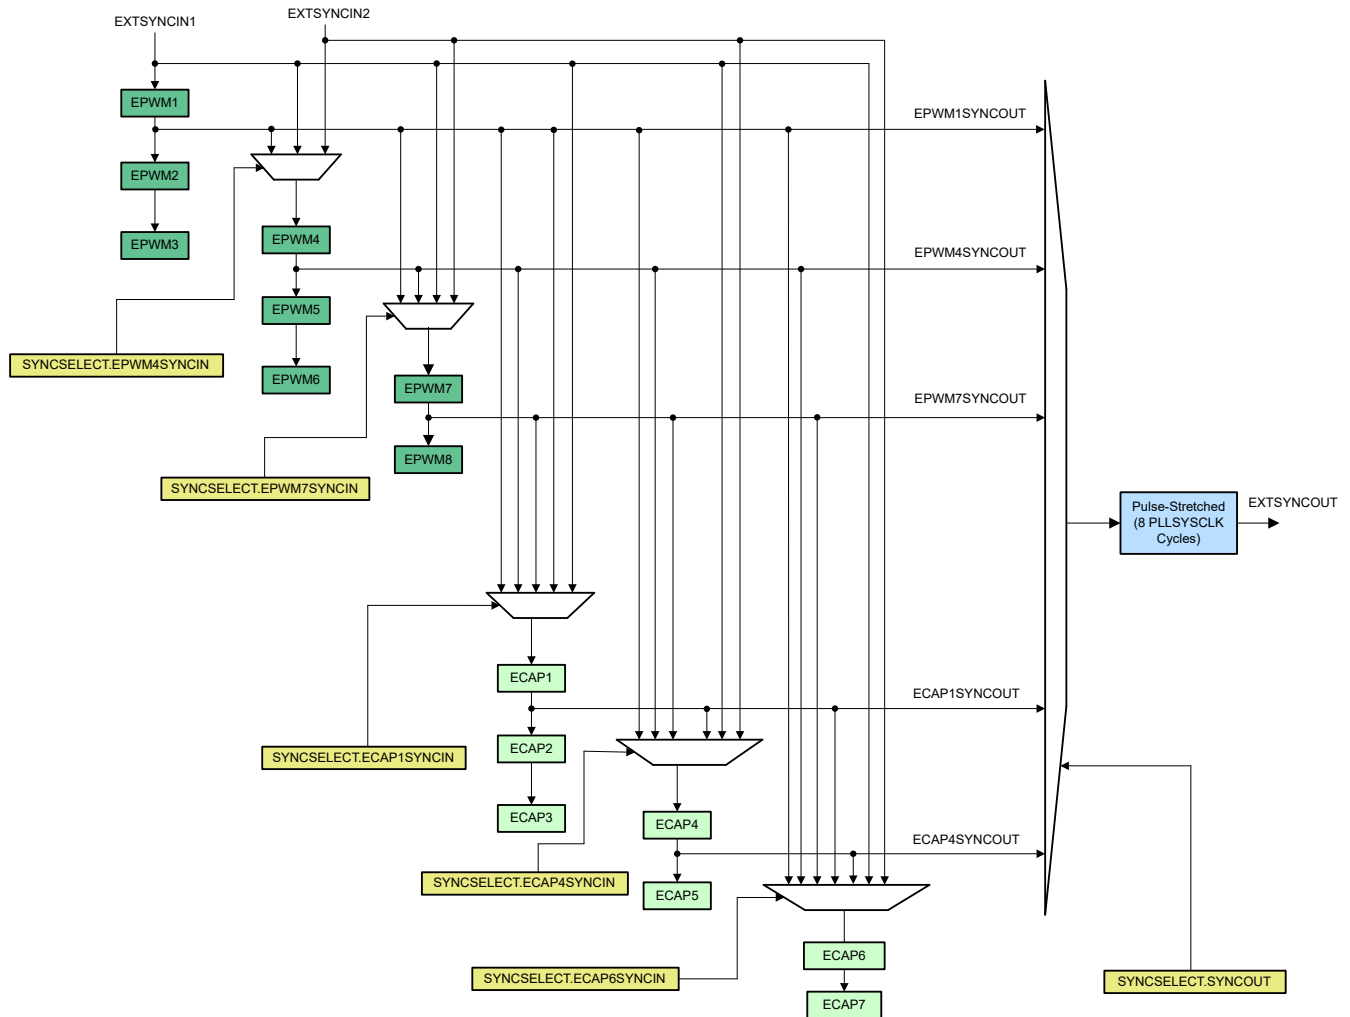 EXTSYNCIN1
EXTSYNCIN2
EPWM1
EPWM1SYNCOUT
EPWM2
EPWM3
EPWM4
EPWM4SYNCOUT
EPWM5
SYNCSELECT.EPWM4SYNCIN
EPWM6
EPWM7
EPWM7SYNCOUT
EPWM8
SYNCSELECT.EPWM7SYNCIN
Pulse-Stretched
(8 PLLSYSCLK
Cycles)
EXTSYNCOUT
ECAP1
ECAP1SYNCOUT
ECAP2
SYNCSELECT.ECAP1SYNCIN
ECAP3
ECAP4
ECAP4SYNCOUT
SYNCSELECT.ECAP4SYNCIN
ECAP5
ECAP6
SYNCSELECT.ECAP6SYNCIN
SYNCSELECT.SYNCOUT
ECAP7